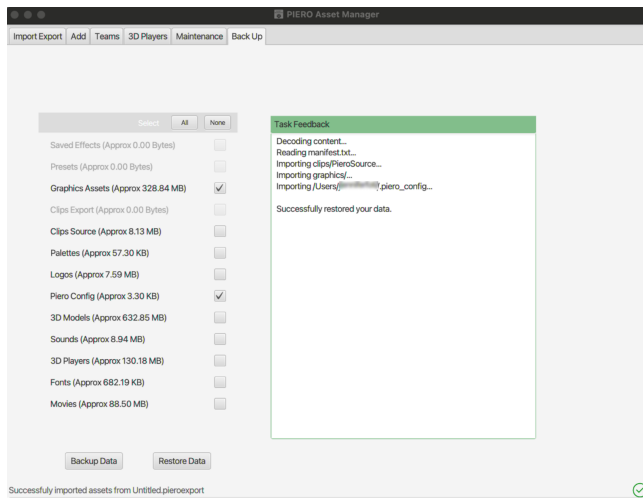 PIERO Asset Manager
Import Export Add Teams 3D Players Maintenance Back Up
Select All None
Saved Effects (Approx 0.00 Bytes)
Presets (Approx 0.00 Bytes)
Graphics Assets (Approx 328.84 MB)
Clips Export (Approx 0.00 Bytes)
Clips Source (Approx 8.13 MB)
Palettes (Approx 57.30 KB)
Logos (Approx 7.59 MB)
Piero Config (Approx 3.30 KB)
3D Models (Approx 632.85 MB)
Sounds (Approx 8.94 MB)
3D Players (Approx 130.18 MB)
Fonts (Approx 682.19 KB)
Movies (Approx 88.50 MB)
Backup Data Restore Data
Task Feedback
Decoding content...
Reading manifest.txt...
Importing clips/PieroSource...
Importing graphics/...
Importing /Users/ /.piero_config...
Successfully restored your data.
Successfuly imported assets from Untitled.pieroexport